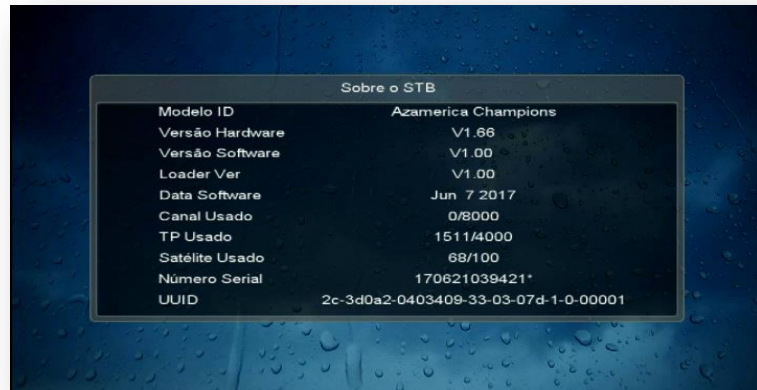 Sobre o STB
Modelo ID Azamerica Champions
Versão Hardware V1.66
Versão Software V1.00
Loader Ver V1.00
Data Software Jun 7 2017
Canal Usado 0/8000
TP Usado 1511/4000
Satélite Usado 68/100
Número Serial 170621039421*
UUID 2c-3d0a2-0403409-33-03-07d-1-0-00001